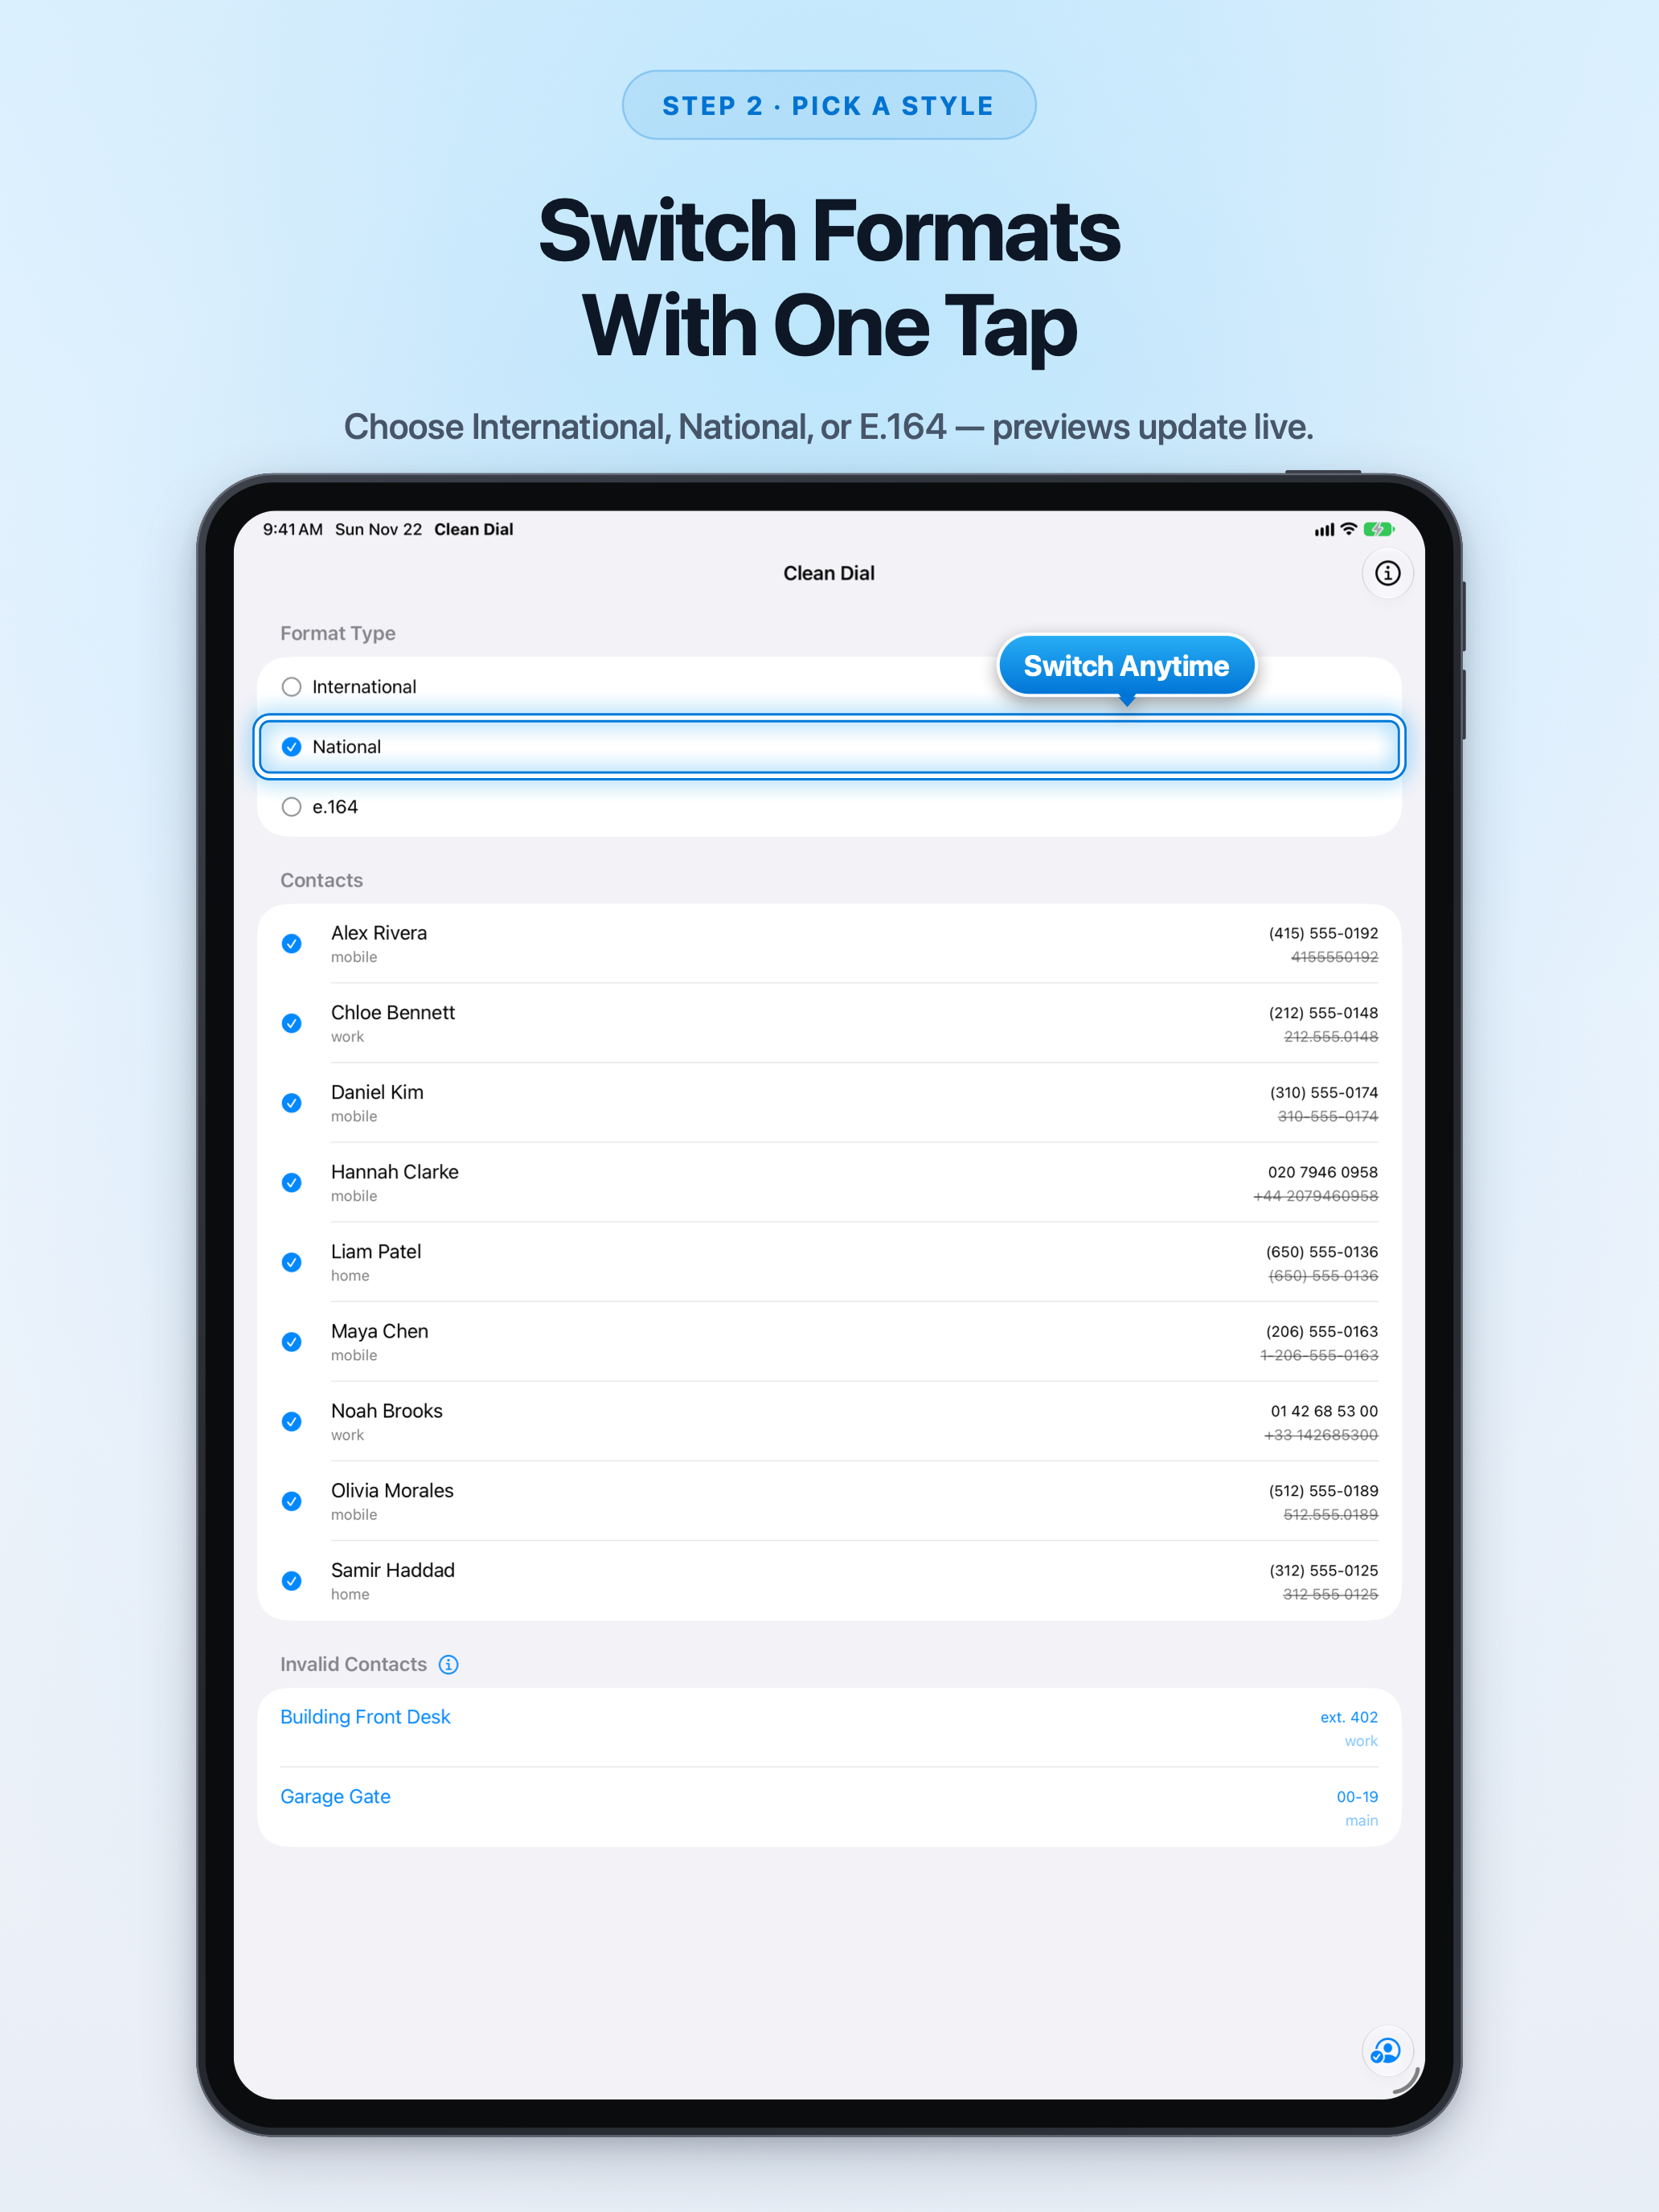 STEP 2 · PICK A STYLE
Switch Formats
With One Tap
Choose International, National, or E.164 — previews update live.
9:41 AM Sun Nov 22 Clean Dial
Clean Dial
Format Type
Switch Anytime
International
National
e.164
Contacts
Alex Rivera (415) 555-0192
mobile 4155550192
Chloe Bennett (212) 555-0148
work 212.555.0148
Daniel Kim (310) 555-0174
mobile 310-555-0174
Hannah Clarke 020 7946 0958
mobile +44 2079460958
Liam Patel (650) 555-0136
home (650) 555 0136
Maya Chen (206) 555-0163
mobile 1-206-555-0163
Noah Brooks 01 42 68 53 00
work +33 142685300
Olivia Morales (512) 555-0189
mobile 512.555.0189
Samir Haddad (312) 555-0125
home 312 555 0125
Invalid Contacts
Building Front Desk ext. 402
work
Garage Gate 00-19
main